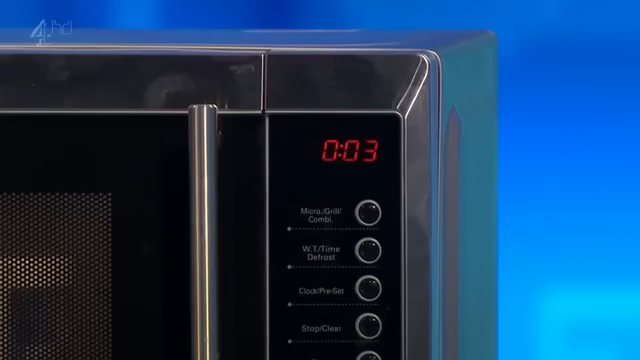 4hd
0:03
Micro./Grill/
Combi.
W.T/Time
Defrost
Clock/Pre-Set
Stop/Clear